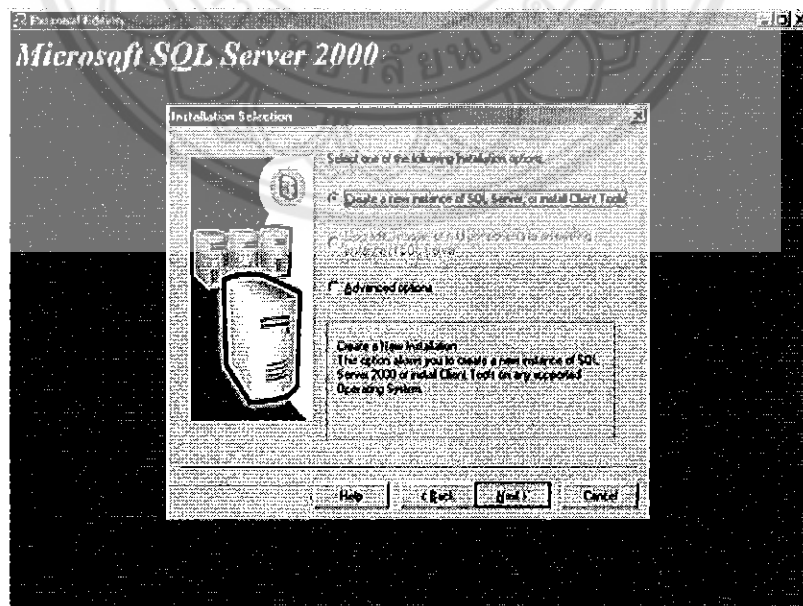 Personal Edition
Microsoft SQL Server 2000
Installation Selection
Select one of the following installation options.
Create a new instance of SQL Server, or install Client Tools
Advanced options
Create a New Installation
This option allows you to create a new instance of SQL
Server 2000 or install Client Tools on any supported
Operating System.
Help
< Back
Next >
Cancel